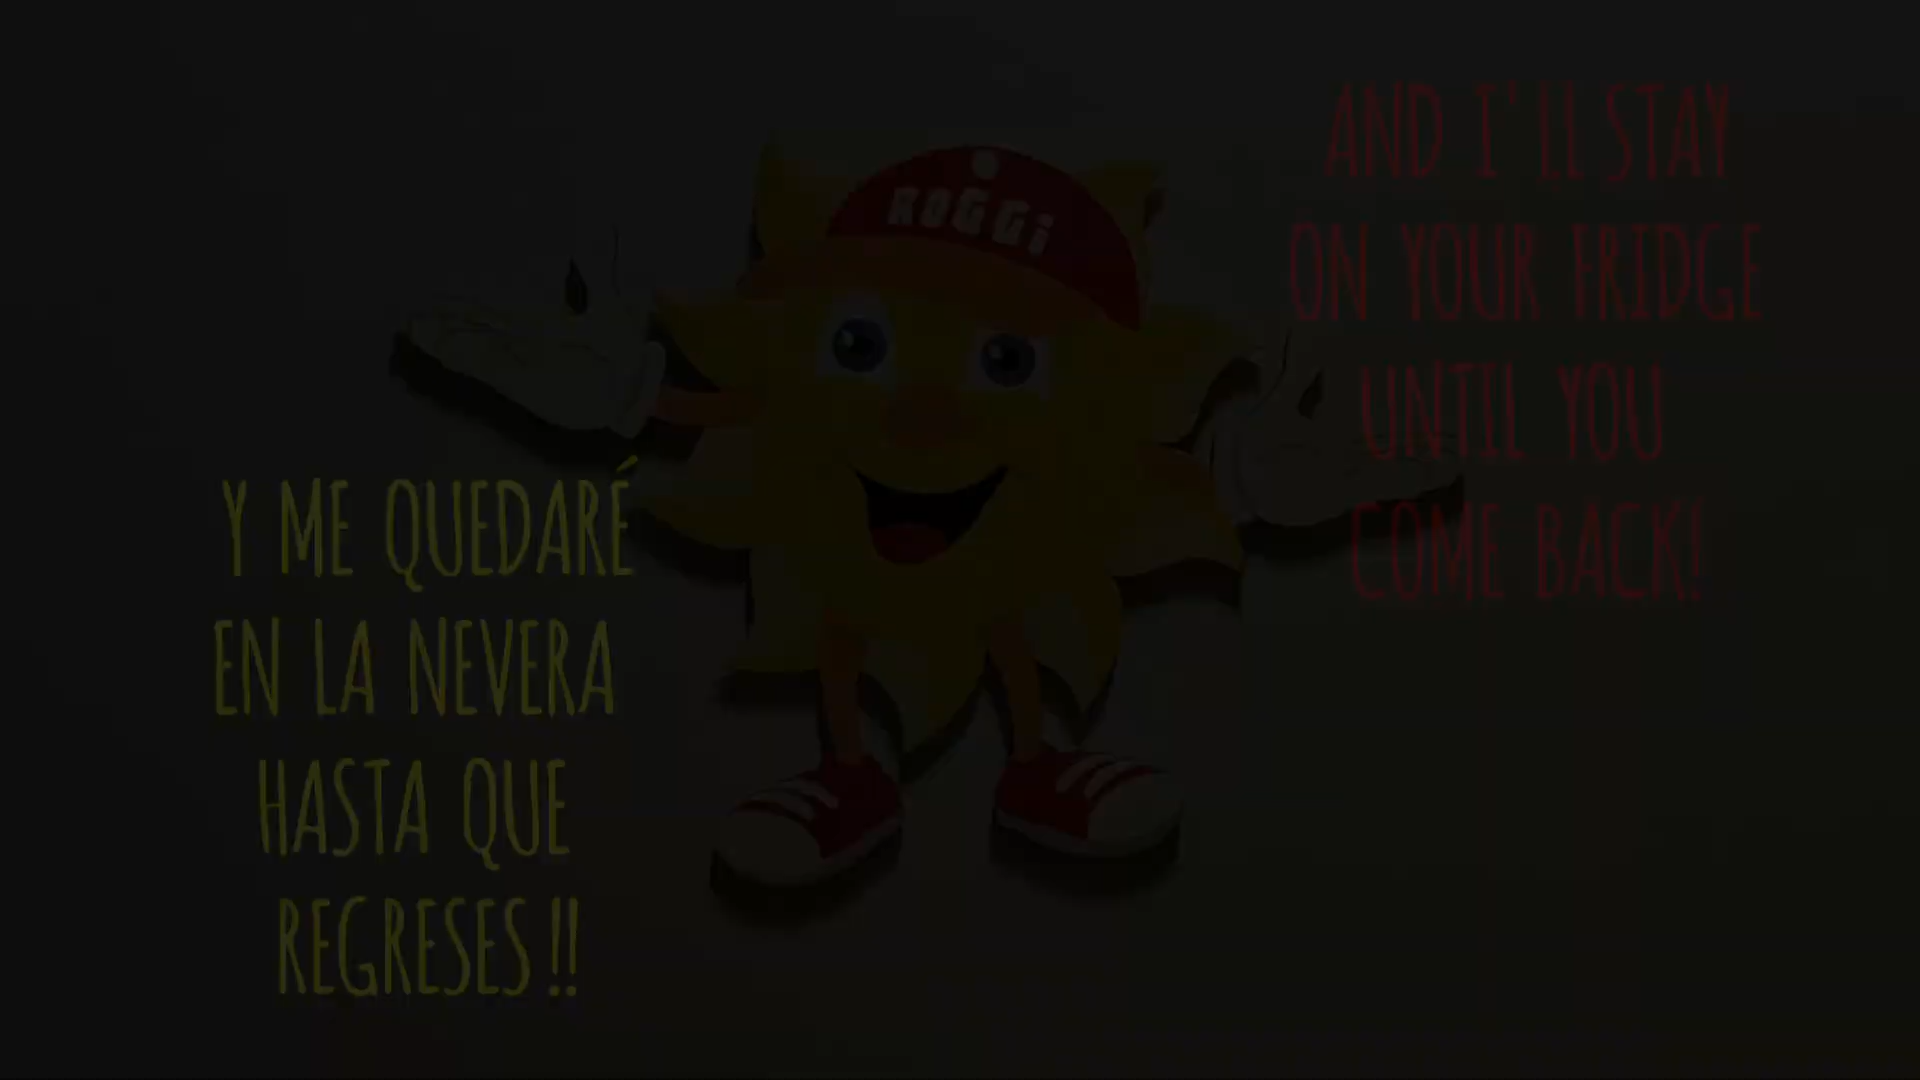 ROGGi
AND I'LL STAY
ON YOUR FRIDGE
UNTIL YOU
COME BACK!
Y ME QUEDARÉ
EN LA NEVERA
HASTA QUE
REGRESES!!